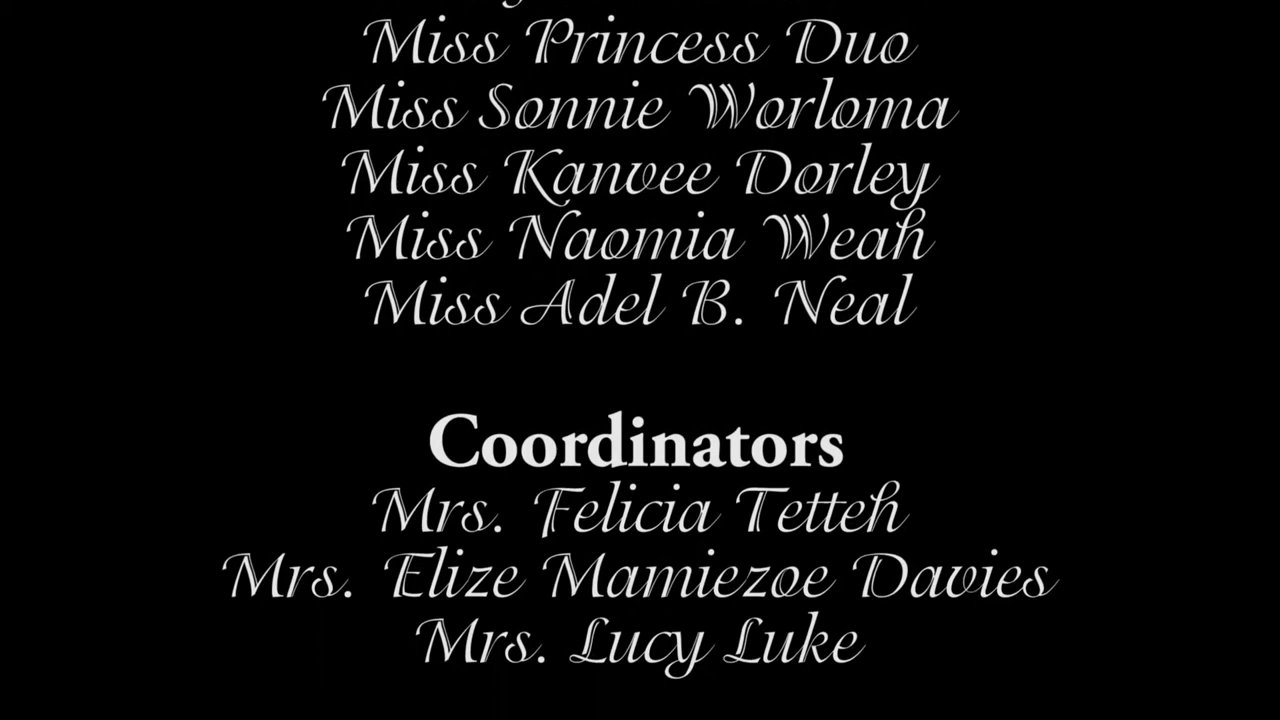 Miss Princess Duo
Miss Sonnie Worloma
Miss Kanvee Dorley
Miss Naomia Weah
Miss Adel B. Neal
Coordinators
Mrs. Felicia Tetteh
Mrs. Elize Mamiezoe Davies
Mrs. Lucy Luke